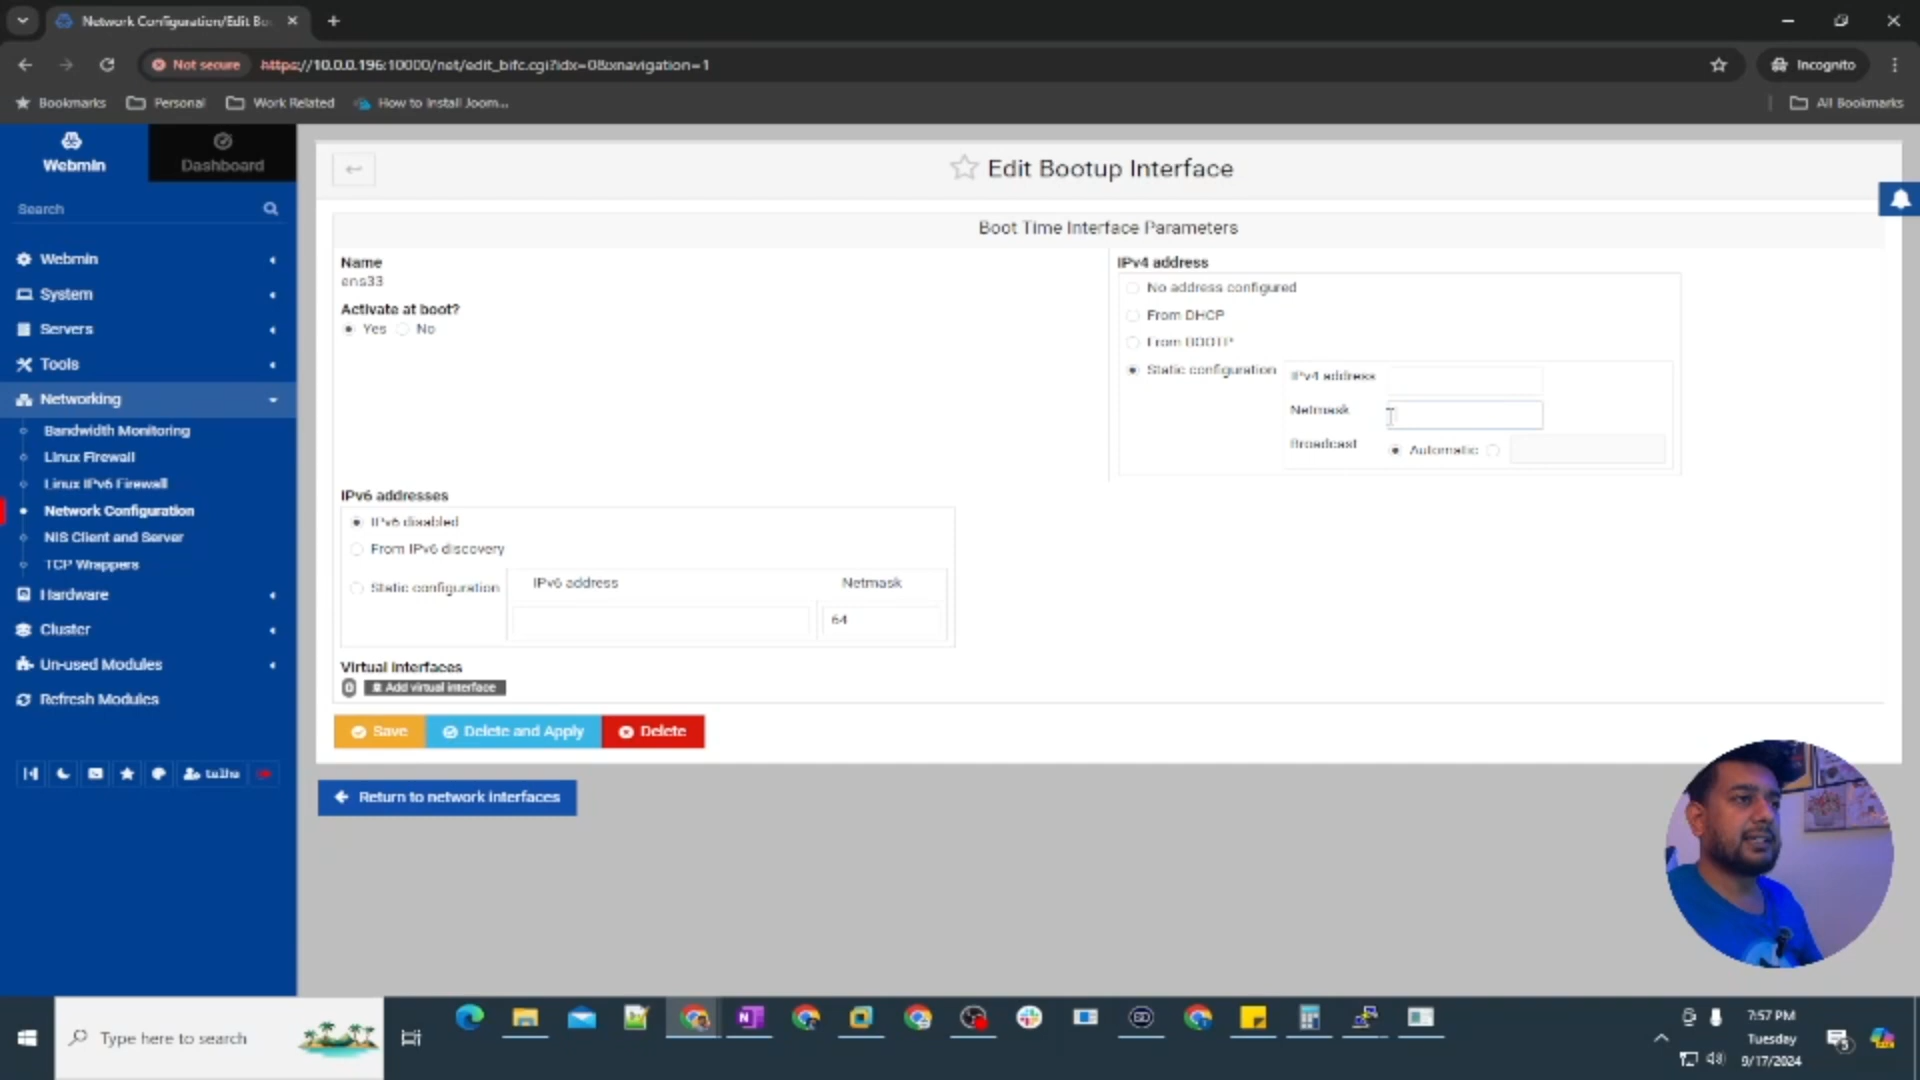 Network Configuration/Edit Bo
Not secure https://10.0.0.196:10000/net/edit_bifc.cgi?idx=0&xnavigation=1
Incognito
Bookmarks Personal Work Related How to Install Joom... All Bookmarks
Webmin
Dashboard
Search
Webmin
System
Servers
Tools
Networking
Bandwidth Monitoring
Linux Firewall
Linux IPv6 Firewall
Network Configuration
NIS Client and Server
TCP Wrappers
Hardware
Cluster
Un-used Modules
Refresh Modules
talha
Edit Bootup Interface
Boot Time Interface Parameters
Name
ens33
Activate at boot?
Yes No
IPv4 address
No address configured
From DHCP
From BOOTP
Static configuration
IPv4 address
Netmask
Broadcast Automatic
IPv6 addresses
IPv6 disabled
From IPv6 discovery
Static configuration
IPv6 address Netmask
64
Virtual interfaces
0 Add virtual interface
Save Delete and Apply Delete
Return to network interfaces
Type here to search
7:57 PM
Tuesday
9/17/2024